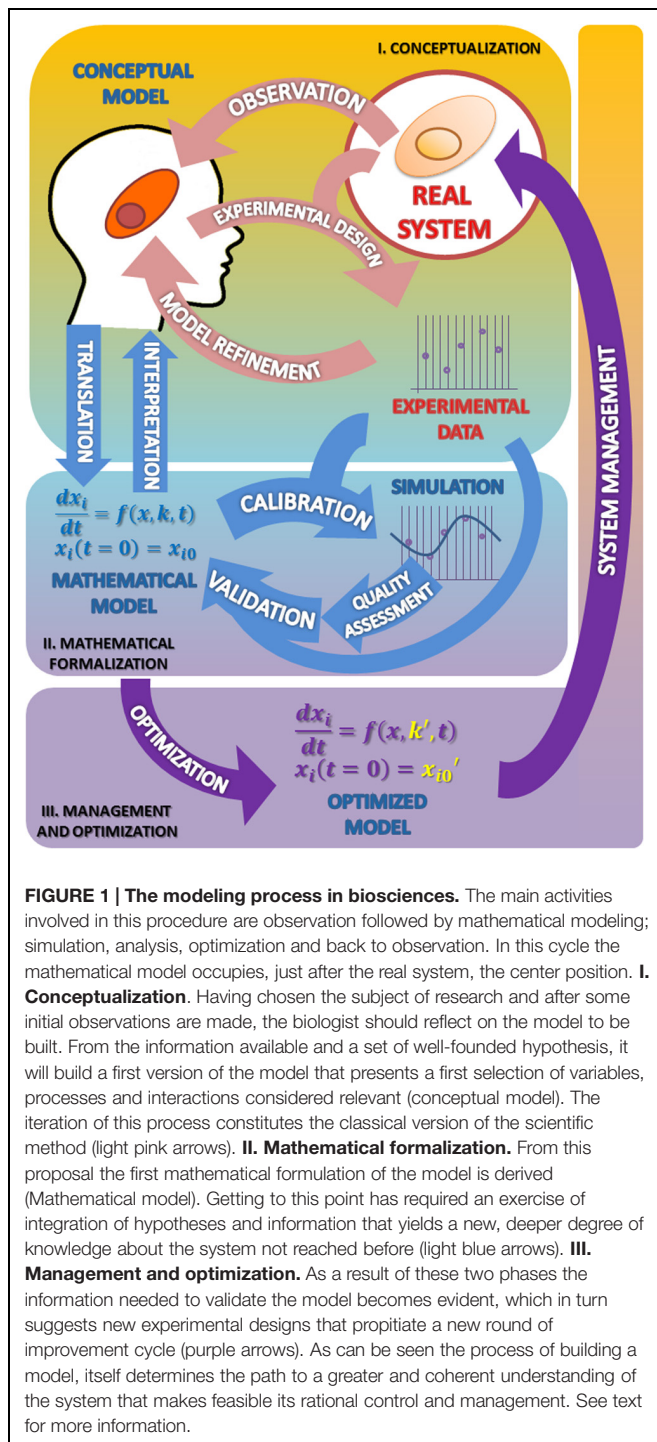 I. CONCEPTUALIZATION
CONCEPTUAL
MODEL
OBSERVATION
REAL
SYSTEM
EXPERIMENTAL DESIGN
MODEL REFINEMENT
EXPERIMENTAL
DATA
TRANSLATION
INTERPRETATION
SYSTEM MANAGEMENT
dx_i/dt = f(x, k, t)
x_i(t = 0) = x_{i0}
MATHEMATICAL
MODEL
CALIBRATION
SIMULATION
QUALITY
ASSESSMENT
VALIDATION
II. MATHEMATICAL
FORMALIZATION
OPTIMIZATION
dx_i/dt = f(x, k′, t)
x_i(t = 0) = x_{i0}′
OPTIMIZED
MODEL
III. MANAGEMENT
AND OPTIMIZATION
FIGURE 1 | The modeling process in biosciences. The main activities
involved in this procedure are observation followed by mathematical modeling;
simulation, analysis, optimization and back to observation. In this cycle the
mathematical model occupies, just after the real system, the center position. I.
Conceptualization. Having chosen the subject of research and after some
initial observations are made, the biologist should reflect on the model to be
built. From the information available and a set of well-founded hypothesis, it
will build a first version of the model that presents a first selection of variables,
processes and interactions considered relevant (conceptual model). The
iteration of this process constitutes the classical version of the scientific
method (light pink arrows). II. Mathematical formalization. From this
proposal the first mathematical formulation of the model is derived
(Mathematical model). Getting to this point has required an exercise of
integration of hypotheses and information that yields a new, deeper degree of
knowledge about the system not reached before (light blue arrows). III.
Management and optimization. As a result of these two phases the
information needed to validate the model becomes evident, which in turn
suggests new experimental designs that propitiate a new round of
improvement cycle (purple arrows). As can be seen the process of building a
model, itself determines the path to a greater and coherent understanding of
the system that makes feasible its rational control and management. See text
for more information.